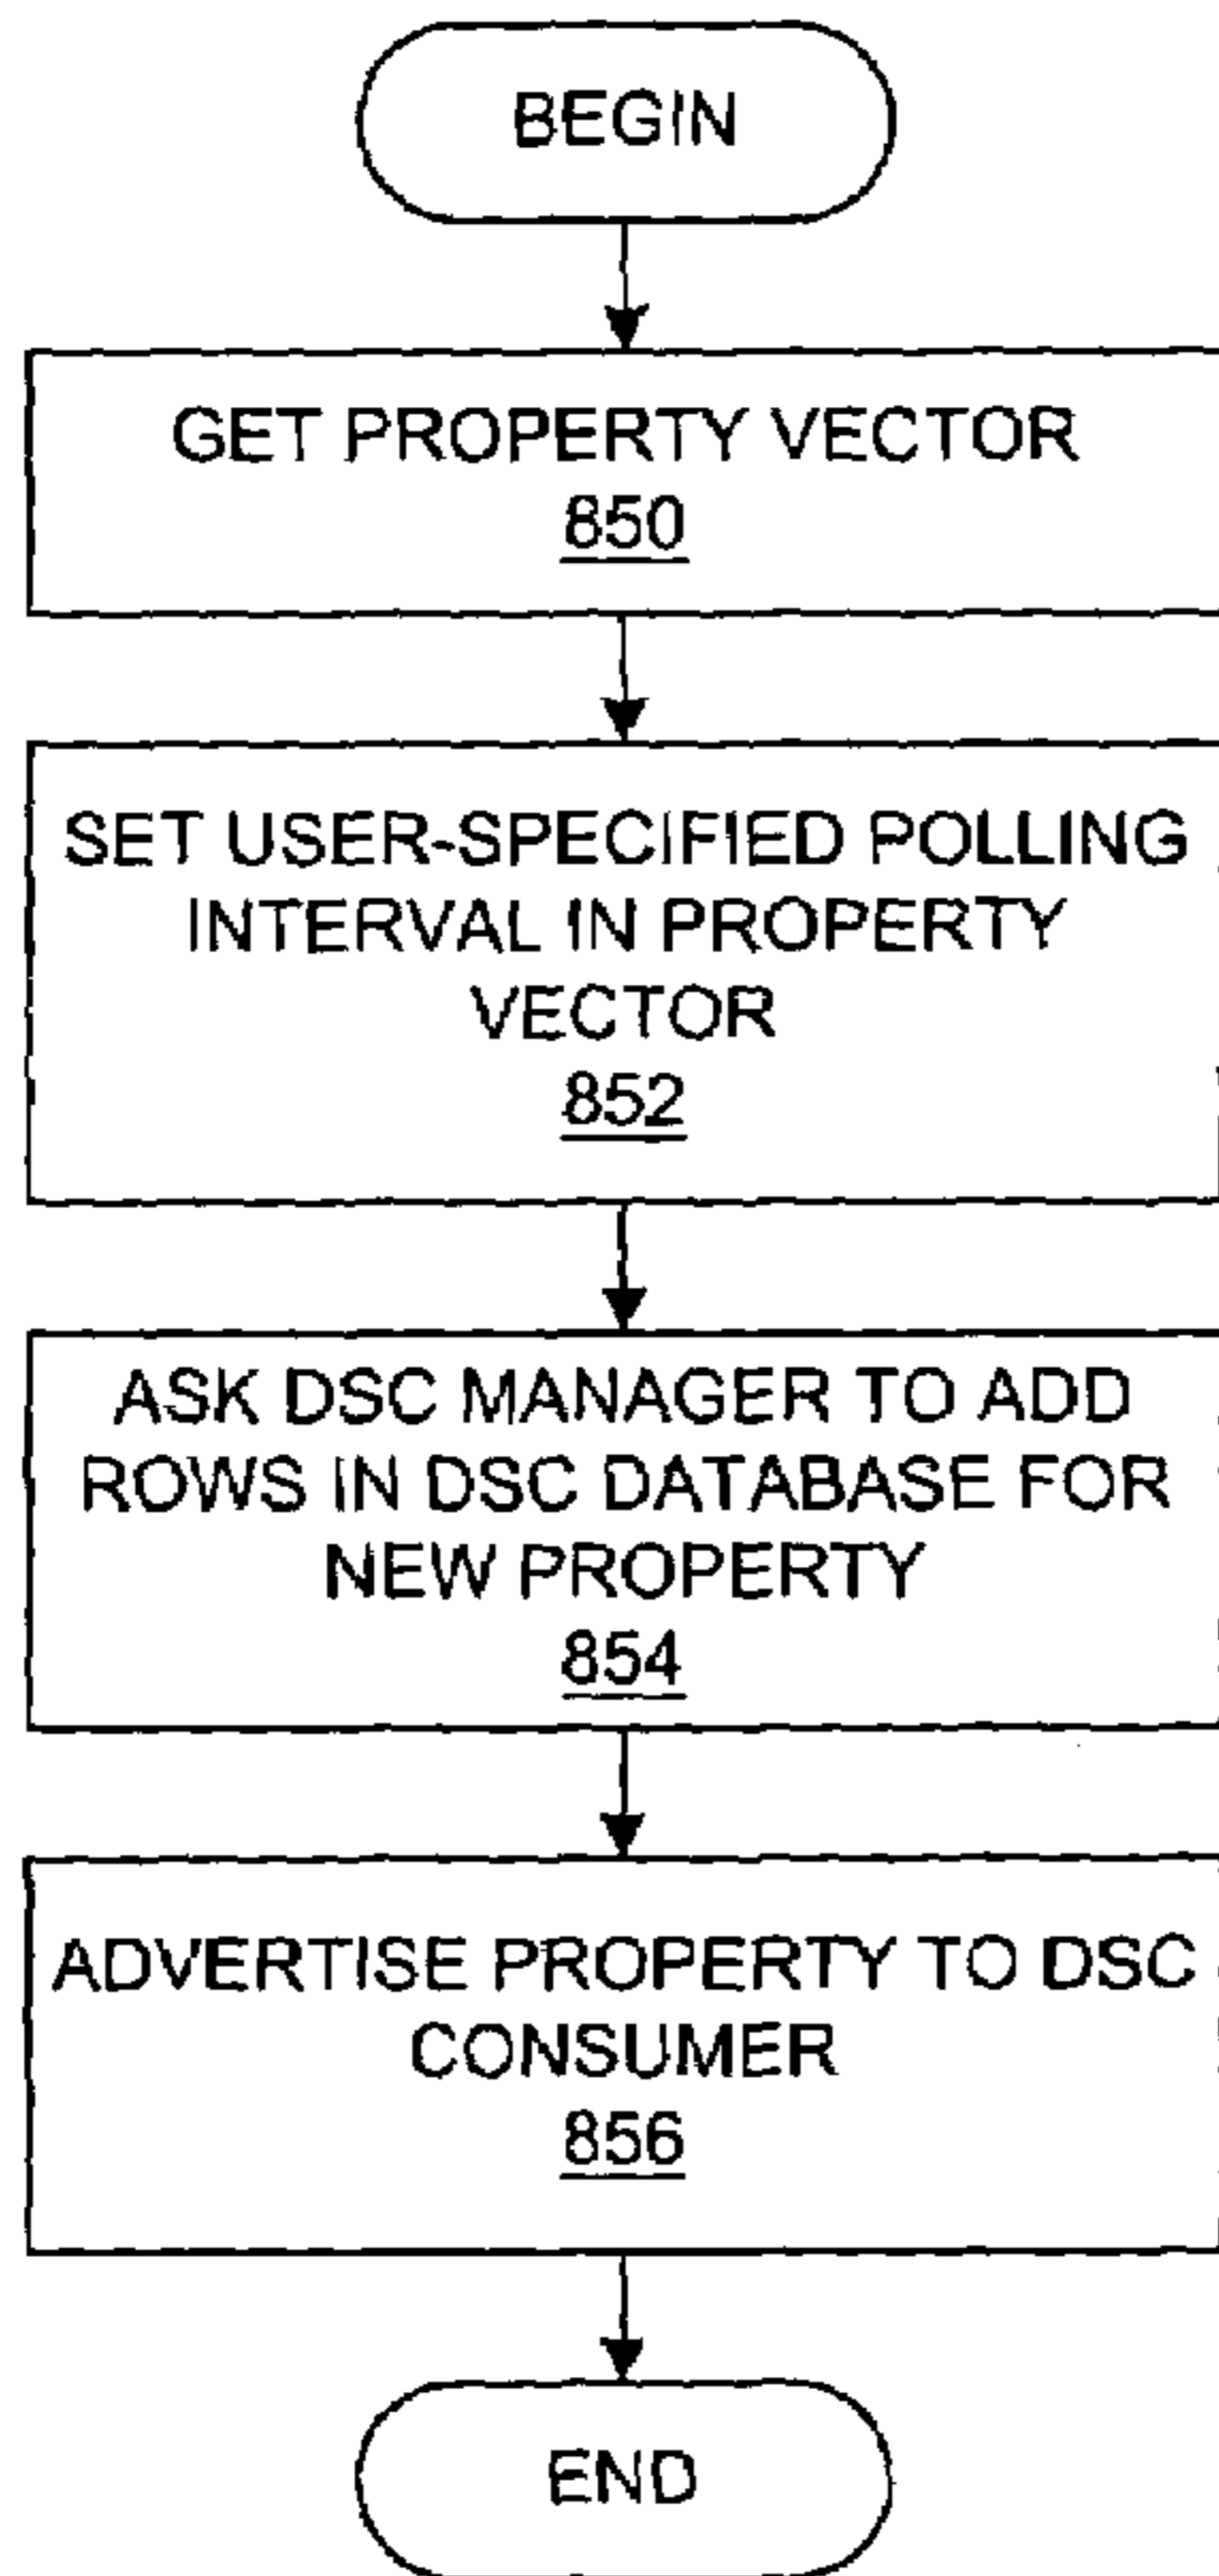 BEGIN
GET PROPERTY VECTOR
850
SET USER-SPECIFIED POLLING
INTERVAL IN PROPERTY
VECTOR
852
ASK DSC MANAGER TO ADD
ROWS IN DSC DATABASE FOR
NEW PROPERTY
854
ADVERTISE PROPERTY TO DSC
CONSUMER
856
END